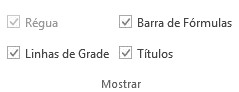 Régua Barra de Fórmulas
Linhas de Grade Títulos
Mostrar